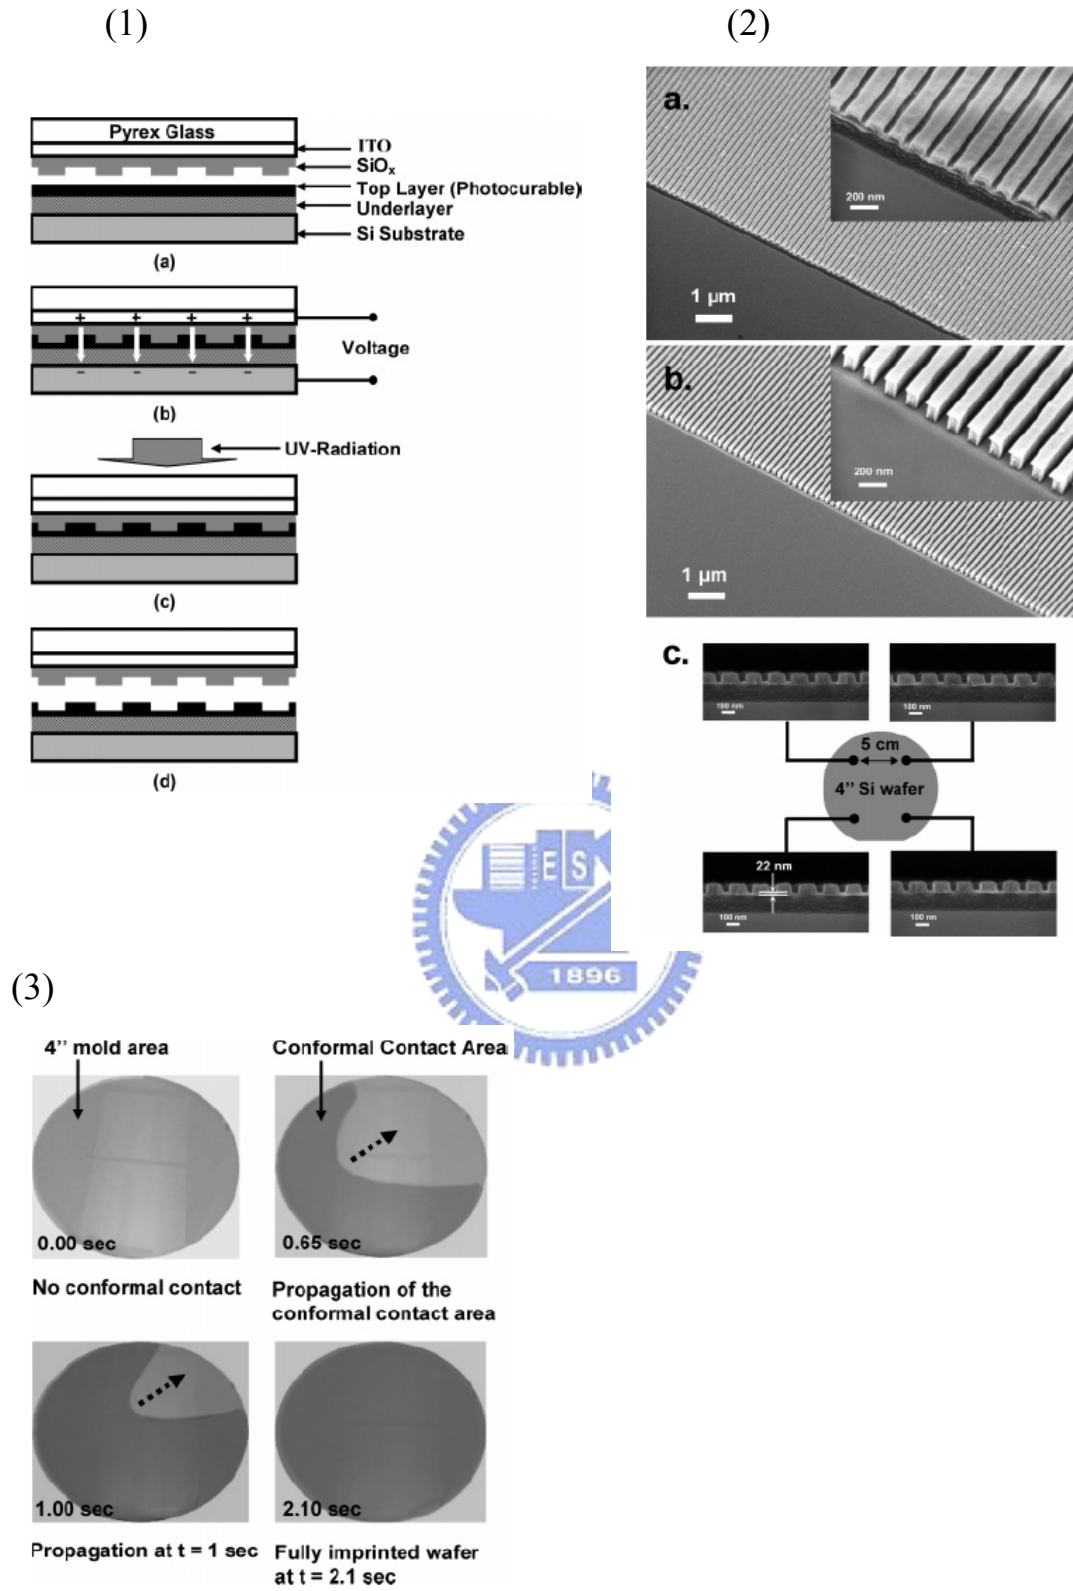 (1)
Pyrex Glass
ITO
SiOx
Top Layer (Photocurable)
Underlayer
Si Substrate
(a)
+ + + +
- - - -
Voltage
(b)
UV-Radiation
(c)
(d)
(2)
a.
200 nm
1 µm
b.
200 nm
1 µm
c.
100 nm
100 nm
5 cm
4" Si wafer
22 nm
100 nm
100 nm
E S
1896
(3)
4" mold area
Conformal Contact Area
0.00 sec
0.65 sec
No conformal contact
Propagation of the
conformal contact area
1.00 sec
2.10 sec
Propagation at t = 1 sec
Fully imprinted wafer
at t = 2.1 sec